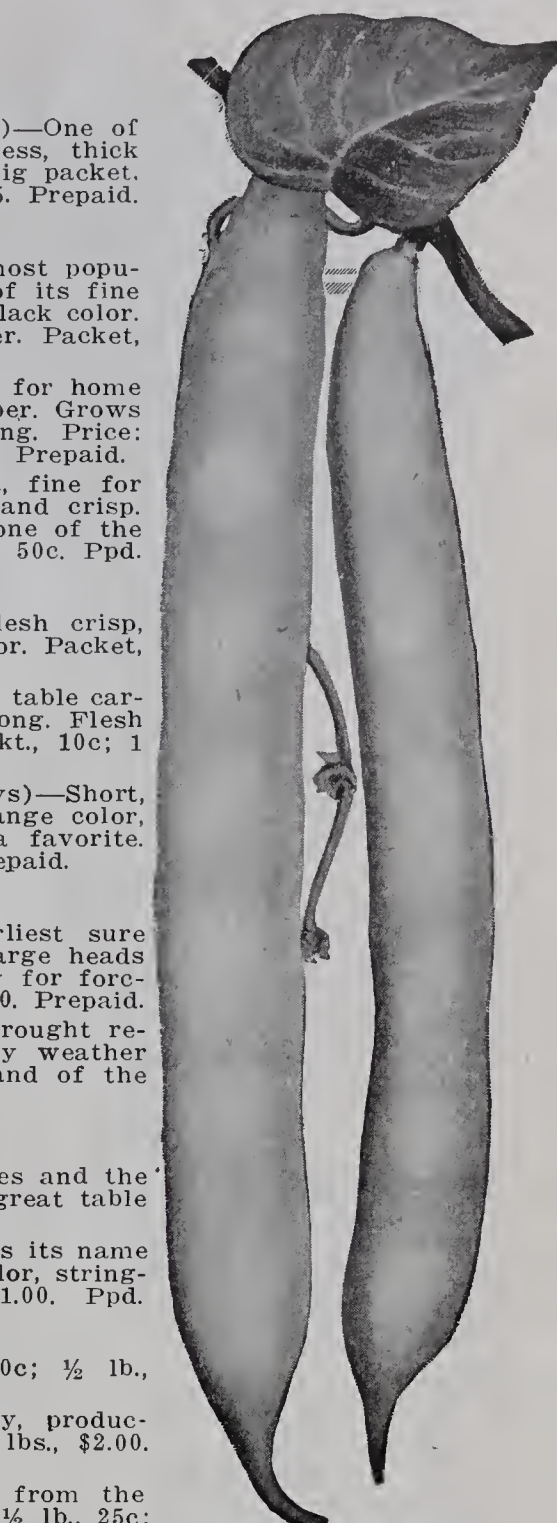 )—One of
ess, thick
ig packet.
5. Prepaid.
nost popu-
of its fine
lack color.
er. Packet,
for home
per. Grows
ng. Price:
Prepaid.
, fine for
and crisp.
one of the
50c. Ppd.
lesh crisp,
or. Packet,
table car-
ong. Flesh
kt., 10c; 1
ys)—Short,
ange color,
a favorite.
epaid.
rliest sure
arge heads
for forc-
0. Prepaid.
rought re-
y weather
and of the
es and the
great table
s its name
lor, string-
1.00. Ppd.
0c; ½ lb.,
y, produc-
lbs., $2.00.
from the
½ lb., 25c;